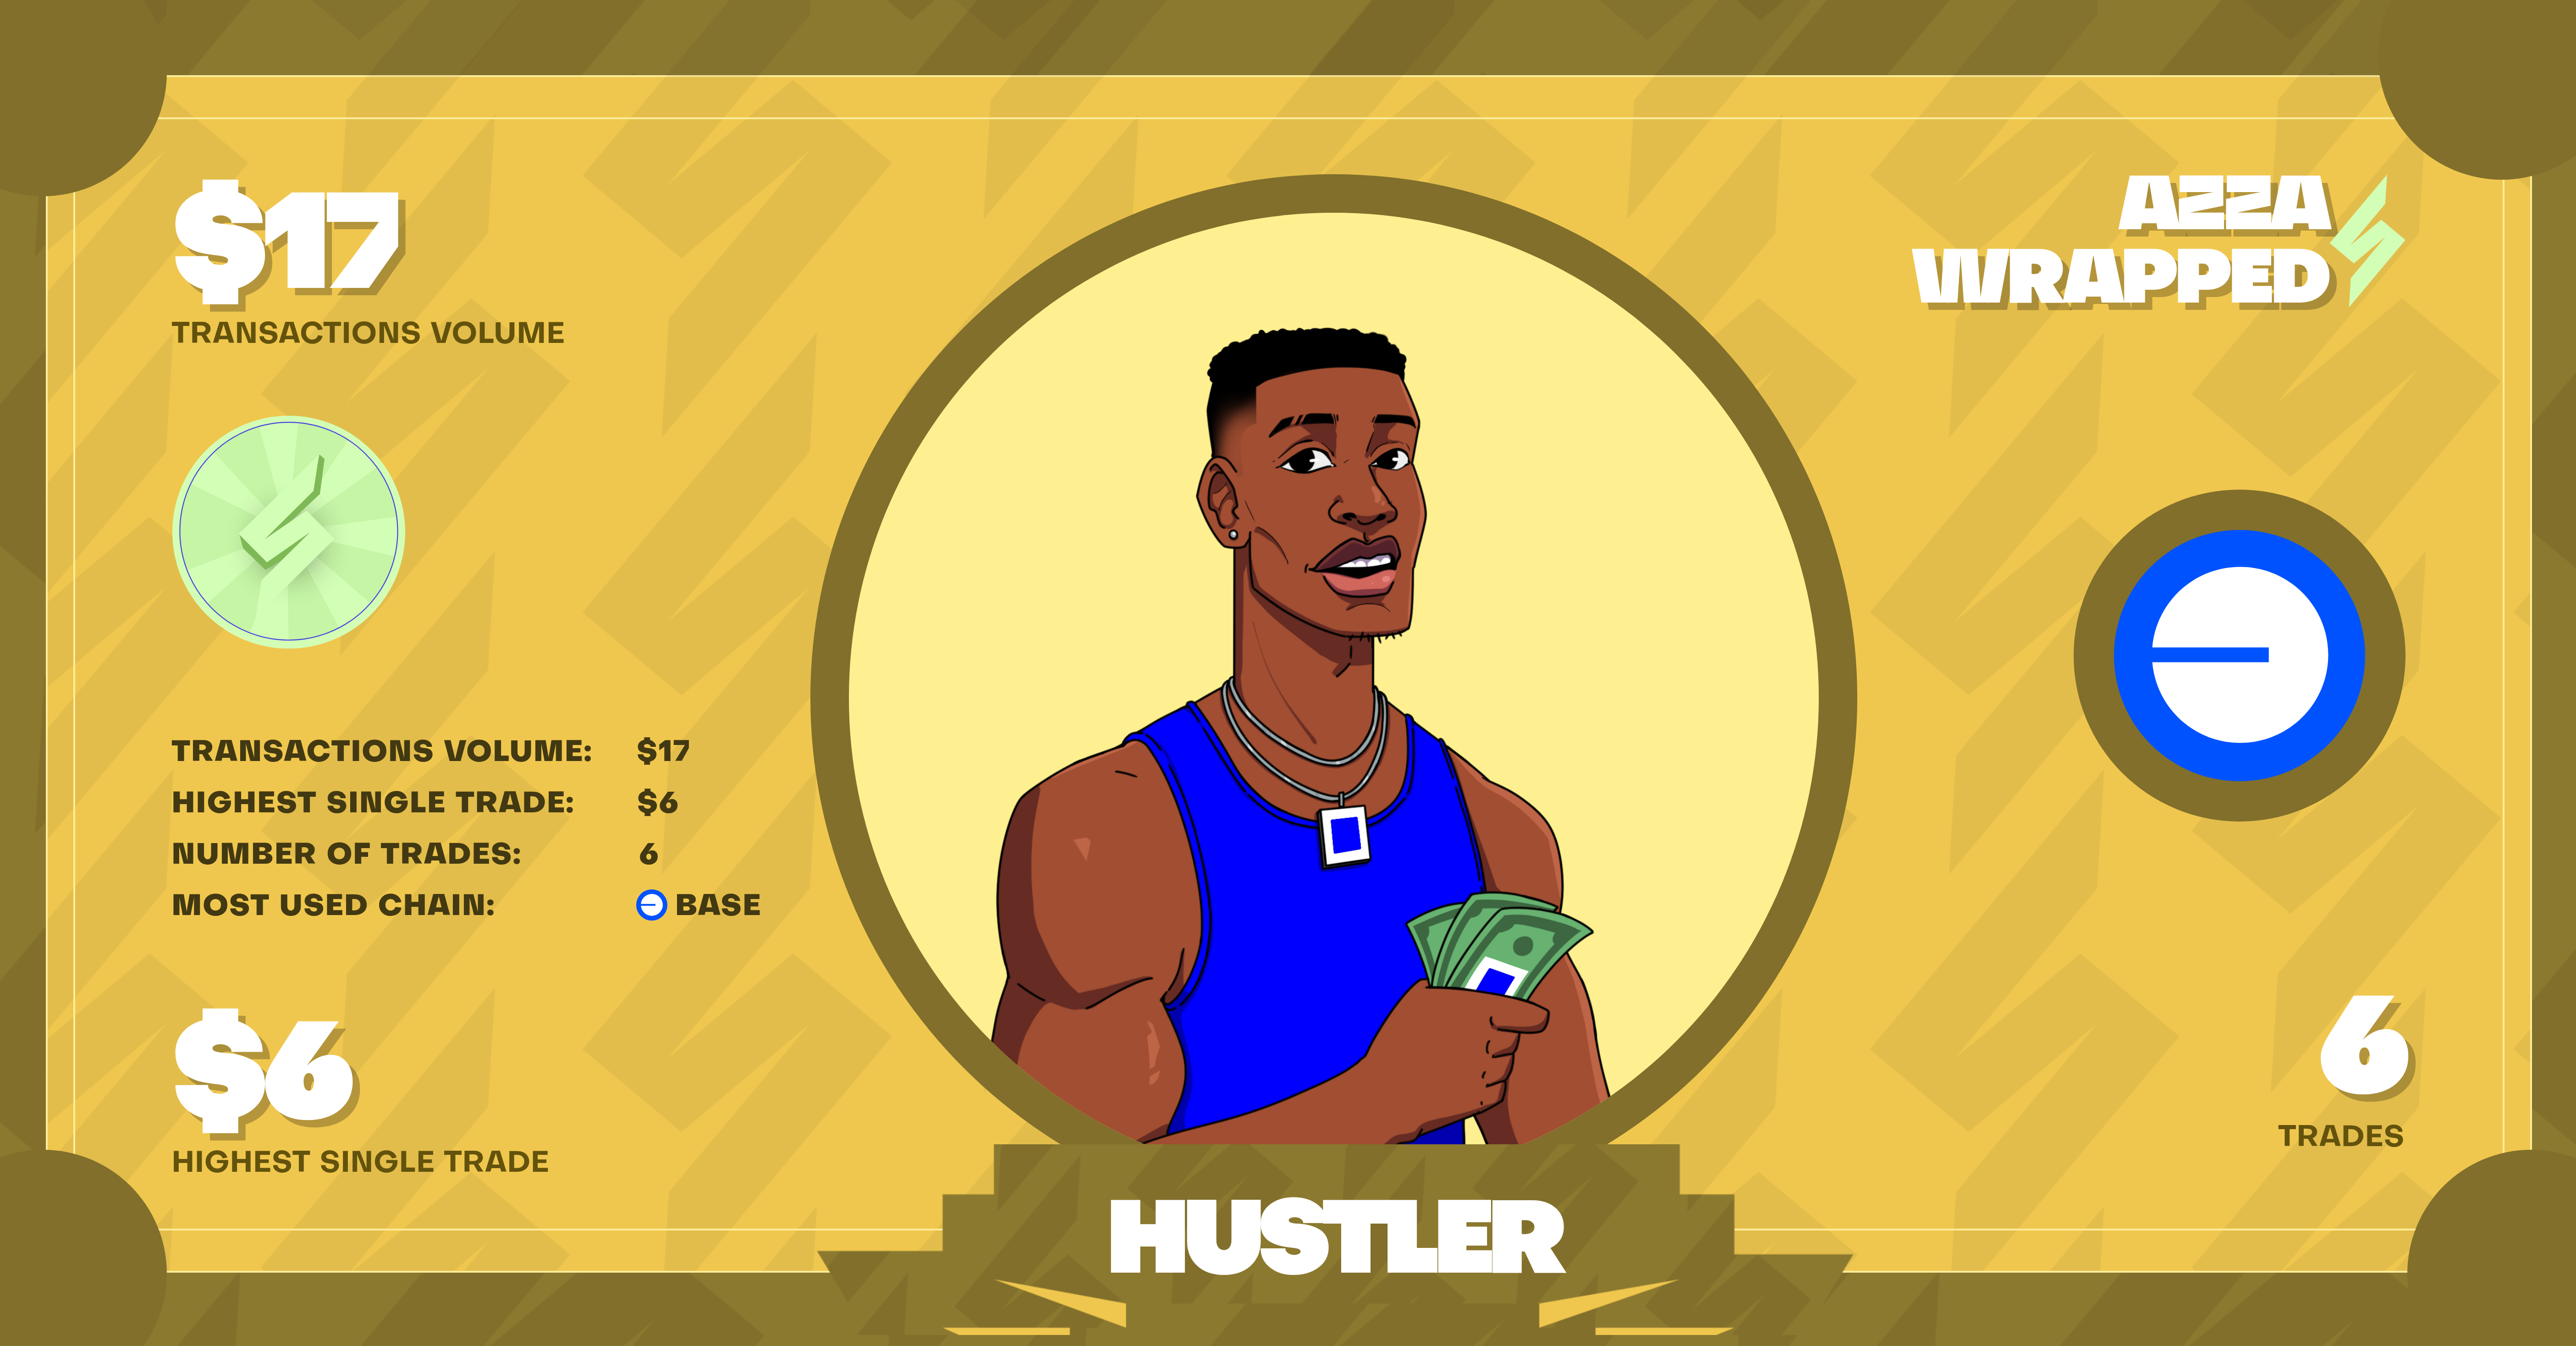 $17
TRANSACTIONS VOLUME
AZZA
WRAPPED
TRANSACTIONS VOLUME: $17
HIGHEST SINGLE TRADE: $6
NUMBER OF TRADES: 6
MOST USED CHAIN: BASE
$6
HIGHEST SINGLE TRADE
6
TRADES
HUSTLER